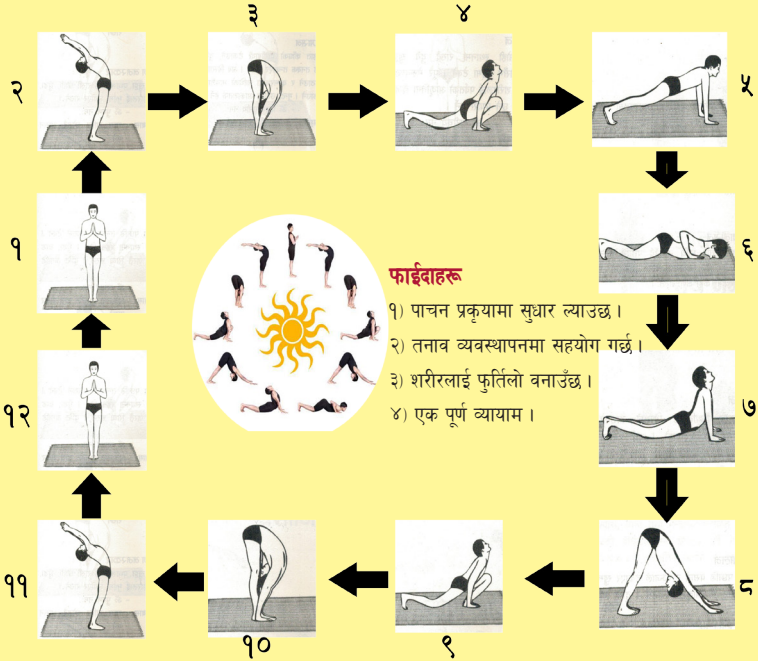 ३
४
२
५
१
६
फाईदाहरू
१) पाचन प्रकृयामा सुधार ल्याउछ ।
२) तनाव व्यवस्थापनमा सहयोग गर्छ ।
३) शरीरलाई फुर्तिलो वनाउँछ ।
४) एक पूर्ण व्यायाम ।
१२
७
११
८
१०
९